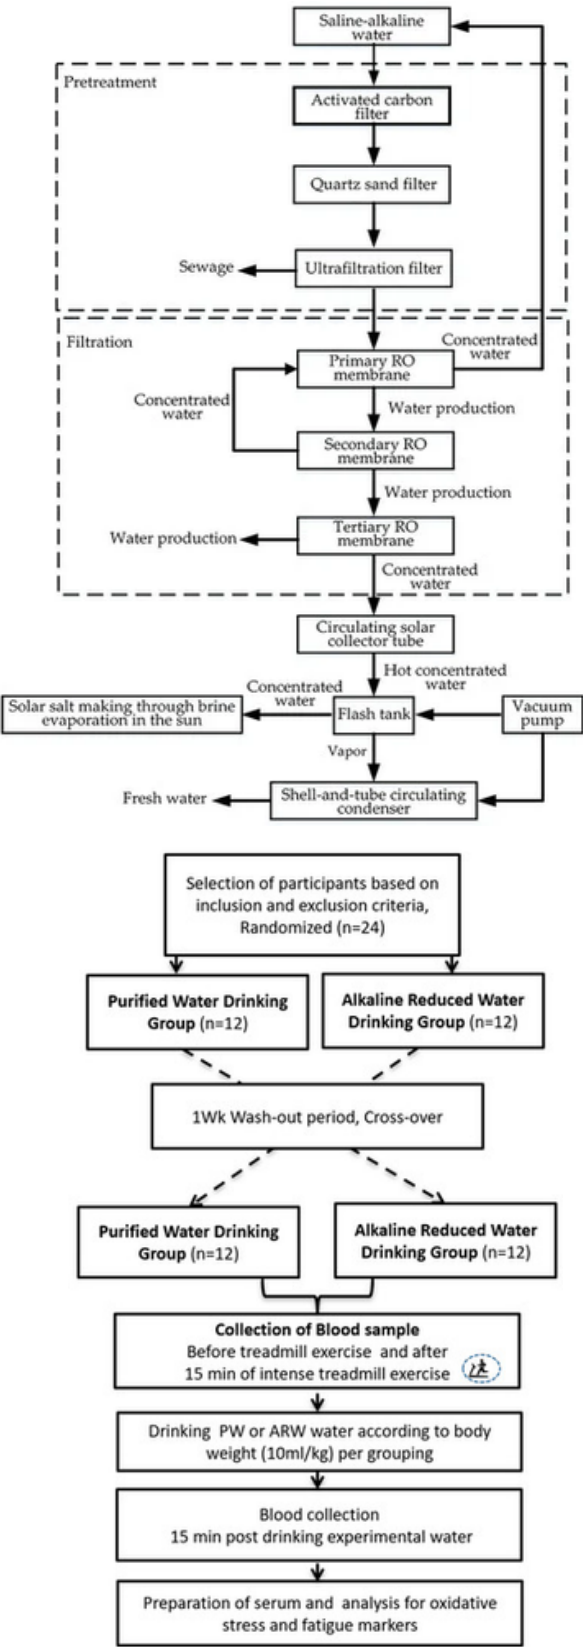 Saline-alkaline
water
Pretreatment
Activated carbon
filter
Quartz sand filter
Sewage
Ultrafiltration filter
Filtration
Concentrated
water
Primary RO
membrane
Concentrated
water
Water production
Secondary RO
membrane
Water production
Water production
Tertiary RO
membrane
Concentrated
water
Circulating solar
collector tube
Hot concentrated
water
Concentrated
water
Solar salt making through brine
evaporation in the sun
Flash tank
Vacuum
pump
Vapor
Fresh water
Shell-and-tube circulating
condenser
Selection of participants based on
inclusion and exclusion criteria,
Randomized (n=24)
Purified Water Drinking
Group (n=12)
Alkaline Reduced Water
Drinking Group (n=12)
1Wk Wash-out period, Cross-over
Purified Water Drinking
Group (n=12)
Alkaline Reduced Water
Drinking Group (n=12)
Collection of Blood sample
Before treadmill exercise and after
15 min of intense treadmill exercise
Drinking PW or ARW water according to body
weight (10ml/kg) per grouping
Blood collection
15 min post drinking experimental water
Preparation of serum and analysis for oxidative
stress and fatigue markers